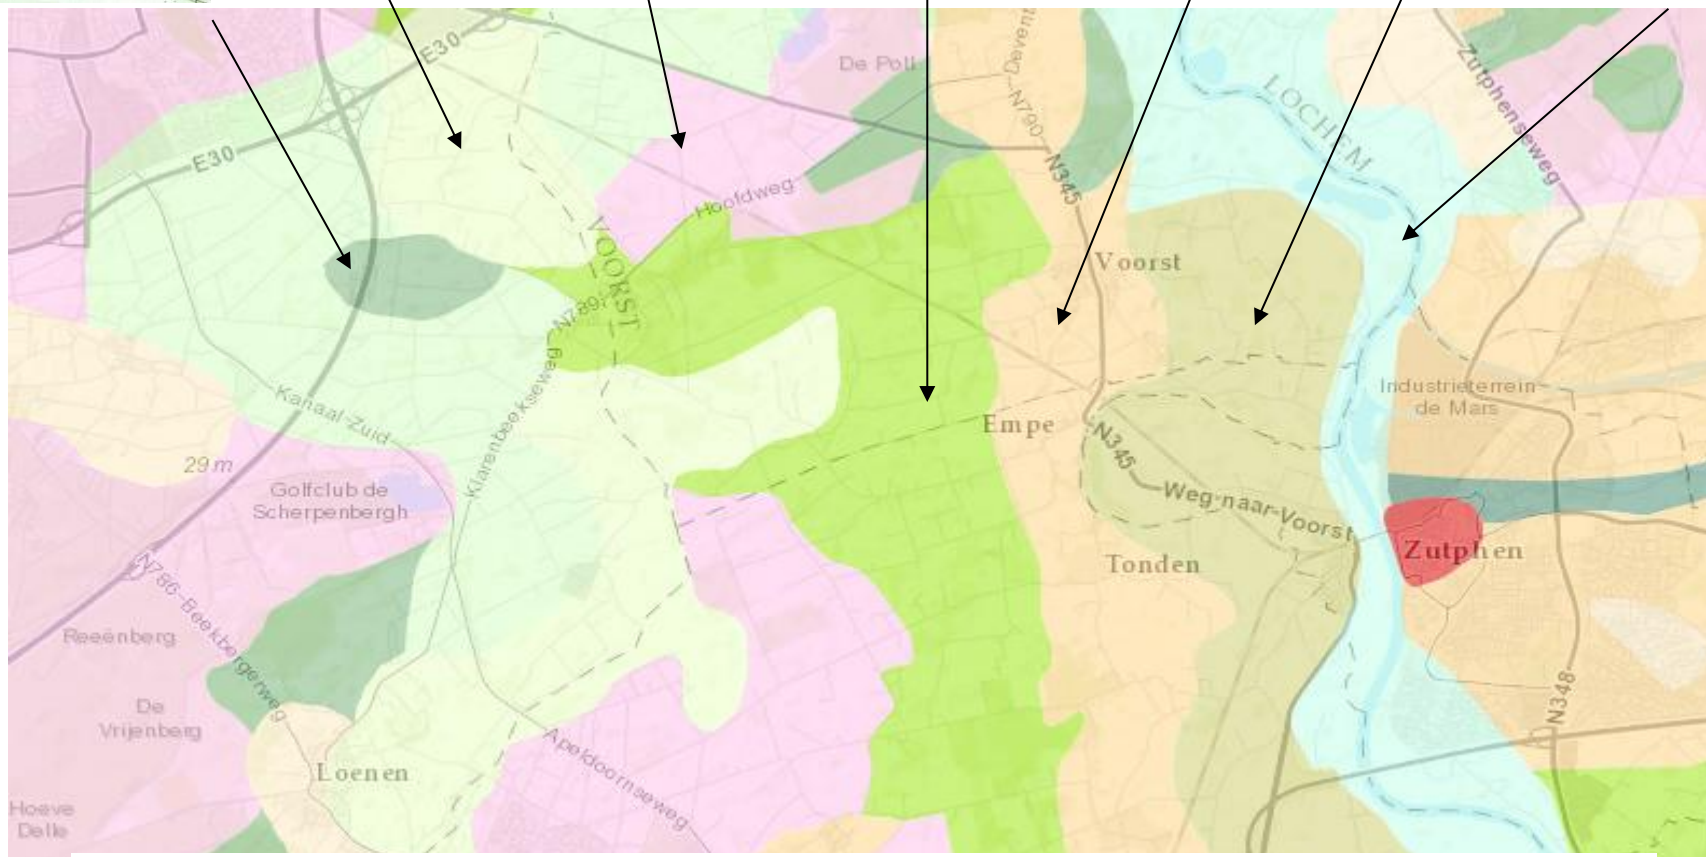 E30
E30
De Poll
Devent
N790
N345
LOCHEM
Zutphenseweg
Hoofdweg
VOORST
N789
Voorst
Kanaal-Zuid
Klarenbeekseweg
Industrieterrein
de Mars
Empe
N345
Weg naar Voorst
29 m
Golfclub de
Scherpenbergh
Zutphen
Tonden
N786-Beekbergerweg
Reeënberg
De
Vrijenberg
N348
Loenen
Apeldoornseweg
Hoeve
Delle